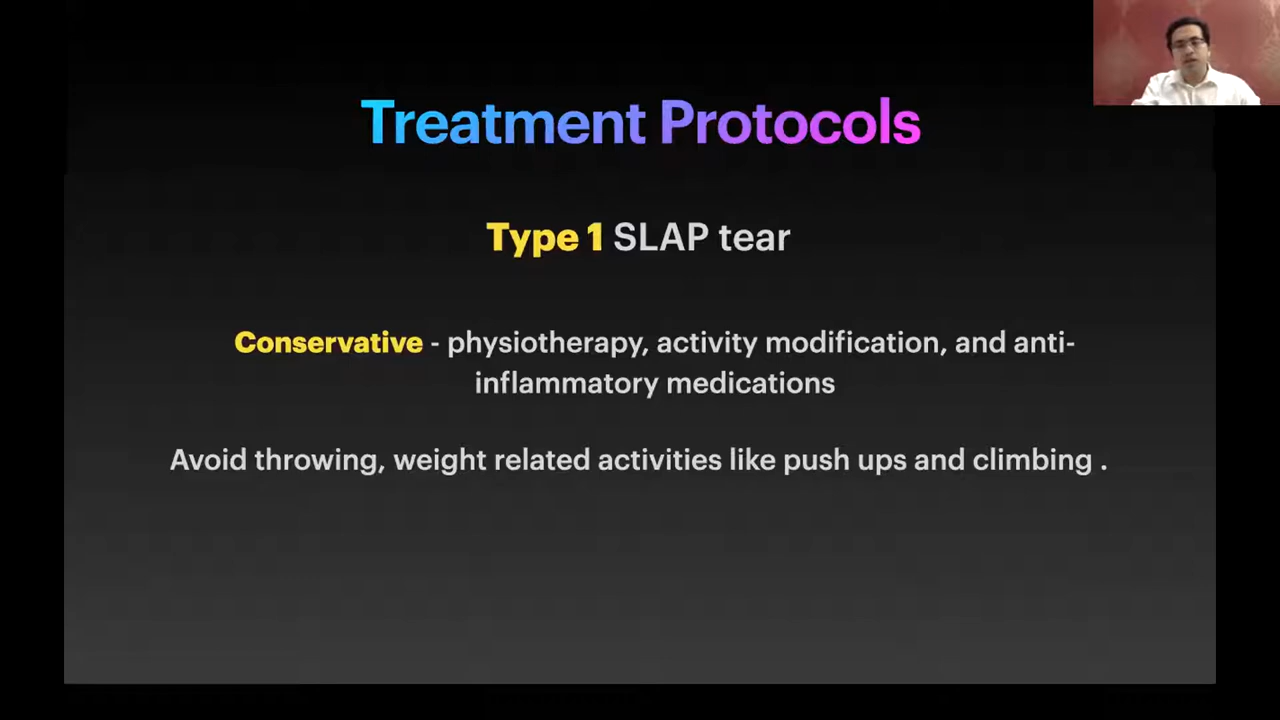 Treatment Protocols
Type 1 SLAP tear
Conservative - physiotherapy, activity modification, and anti-
inflammatory medications
Avoid throwing, weight related activities like push ups and climbing .